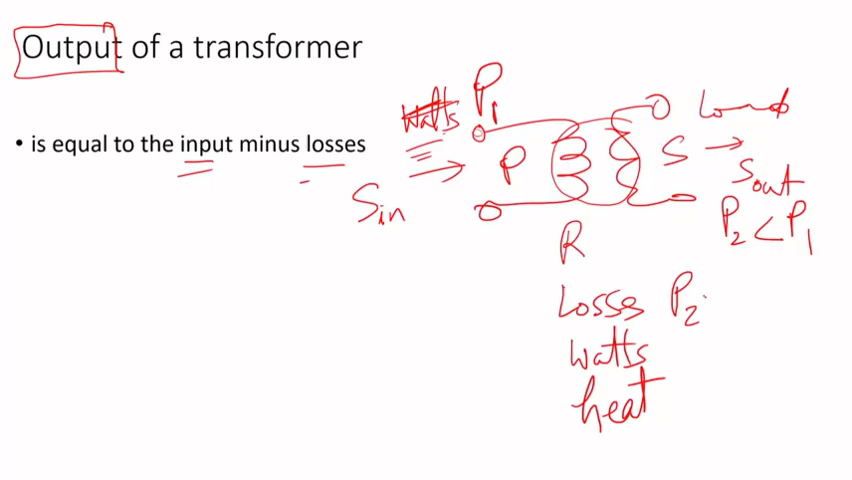 Output of a transformer
• is equal to the input minus losses
Watts P1
Load
P S
Sin
Sout
P2 < P1
R
Losses P2
Watts
heat